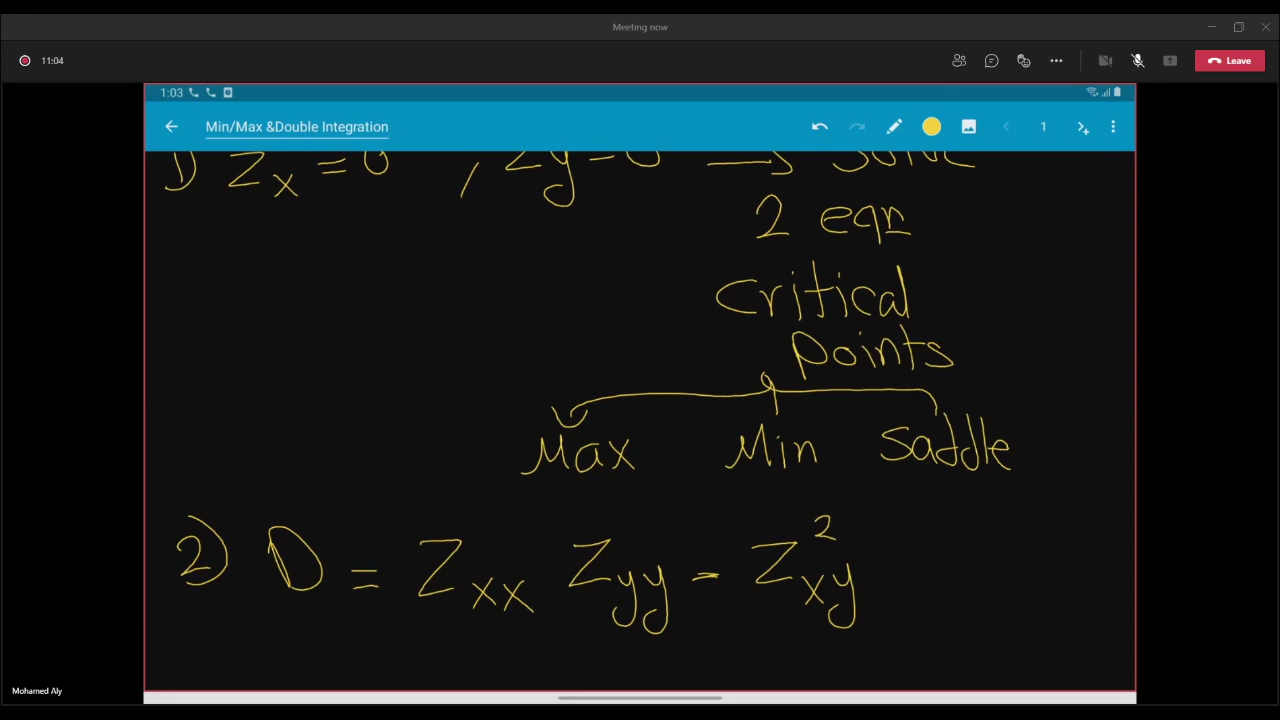 Meeting now
11:04
Leave
1:03
Min/Max &Double Integration
1
1) Zx = 0 , Zy = 0 → solve
2 eqn
Critical
points
Max Min Saddle
2) D = Zxx Zyy - Z²xy
Mohamed Aly